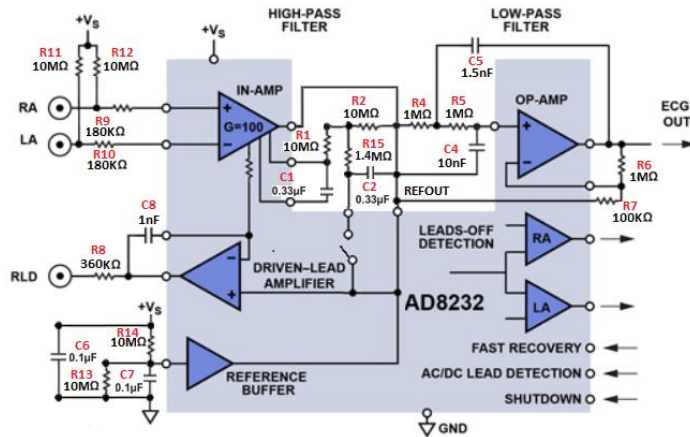 HIGH-PASS
FILTER
LOW-PASS
FILTER
+VS
+VS
R11
10MΩ
R12
10MΩ
C5
1.5nF
IN-AMP
R2
10MΩ
R4
1MΩ
R5
1MΩ
OP-AMP
ECG
OUT
RA
+
G=100
R1
10MΩ
+
LA
R9
180KΩ
R10
180KΩ
−
R15
1.4MΩ
C4
10nF
−
R6
1MΩ
C1
0.33µF
C2
0.33µF
REFOUT
R7
100KΩ
C8
1nF
LEADS-OFF
DETECTION
RA
R8
360KΩ
RLD
−
DRIVEN–LEAD
AMPLIFIER
+
AD8232
LA
+VS
C6
0.1µF
R14
10MΩ
R13
10MΩ
C7
0.1µF
REFERENCE
BUFFER
FAST RECOVERY
AC/DC LEAD DETECTION
SHUTDOWN
GND